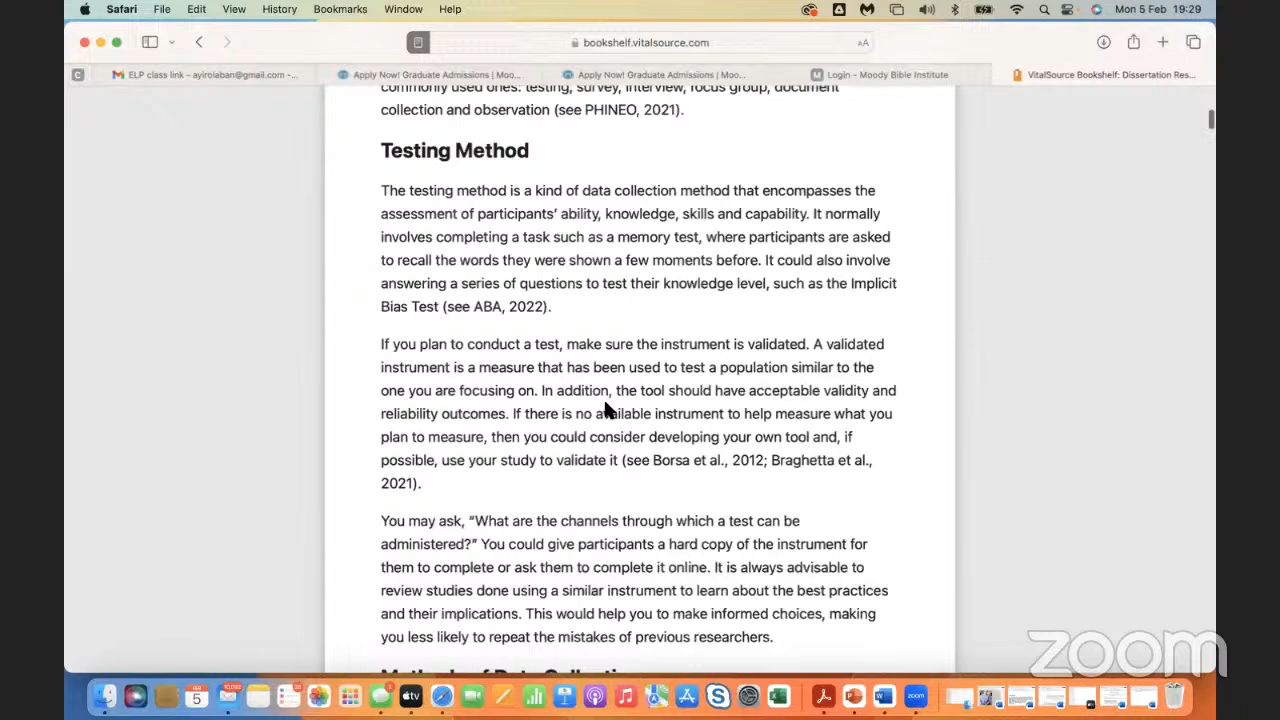 Safari File Edit View History Bookmarks Window Help Mon 5 Feb 19:29
bookshelf.vitalsource.com
ELP class link - ayirolaban@gmail.com -... Apply Now! Graduate Admissions | Moo... Apply Now! Graduate Admissions | Moo... Login - Moody Bible Institute VitalSource Bookshelf: Dissertation Res...
commonly used ones: testing, survey, interview, focus group, document
collection and observation (see PHINEO, 2021).
Testing Method
The testing method is a kind of data collection method that encompasses the
assessment of participants’ ability, knowledge, skills and capability. It normally
involves completing a task such as a memory test, where participants are asked
to recall the words they were shown a few moments before. It could also involve
answering a series of questions to test their knowledge level, such as the Implicit
Bias Test (see ABA, 2022).
If you plan to conduct a test, make sure the instrument is validated. A validated
instrument is a measure that has been used to test a population similar to the
one you are focusing on. In addition, the tool should have acceptable validity and
reliability outcomes. If there is no available instrument to help measure what you
plan to measure, then you could consider developing your own tool and, if
possible, use your study to validate it (see Borsa et al., 2012; Braghetta et al.,
2021).
You may ask, “What are the channels through which a test can be
administered?” You could give participants a hard copy of the instrument for
them to complete or ask them to complete it online. It is always advisable to
review studies done using a similar instrument to learn about the best practices
and their implications. This would help you to make informed choices, making
you less likely to repeat the mistakes of previous researchers.
zoom